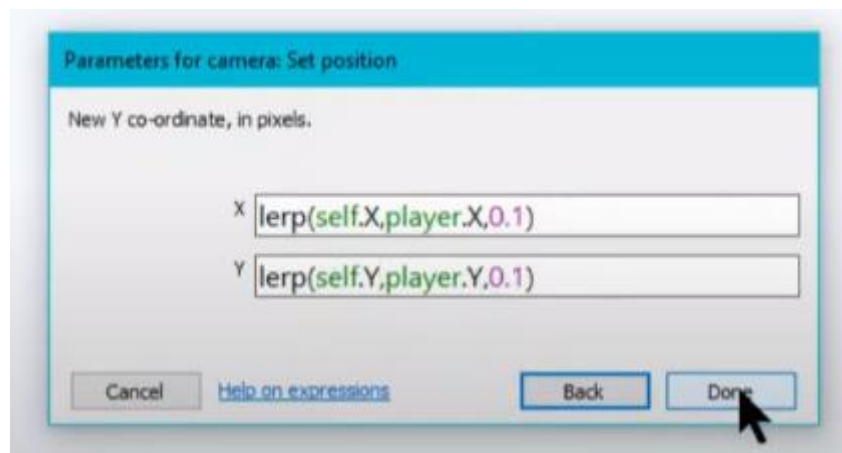 Parameters for camera: Set position
New Y co-ordinate, in pixels.
X lerp(self.X,player.X,0.1)
Y lerp(self.Y,player.Y,0.1)
Cancel Help on expressions Back Done